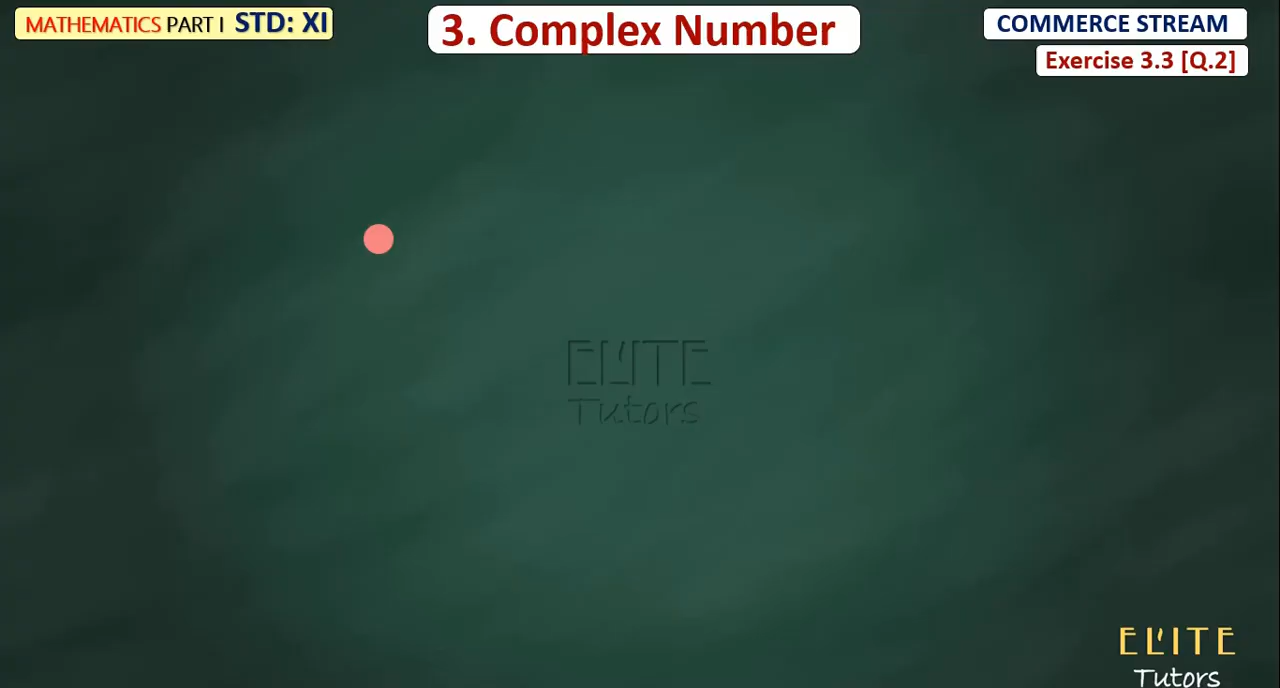 MATHEMATICS PART I STD: XI
3. Complex Number
COMMERCE STREAM
Exercise 3.3 [Q.2]
ELITE
Tutors
ELITE
Tutors